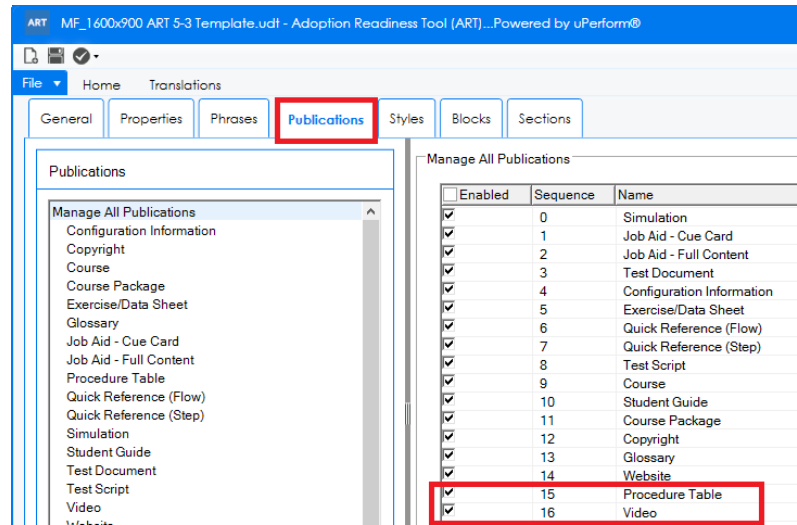 ART MF_1600x900 ART 5-3 Template.udt - Adoption Readiness Tool (ART)...Powered by uPerform®
File Home Translations
General Properties Phrases Publications Styles Blocks Sections
Publications
Manage All Publications
Configuration Information
Copyright
Course
Course Package
Exercise/Data Sheet
Glossary
Job Aid - Cue Card
Job Aid - Full Content
Procedure Table
Quick Reference (Flow)
Quick Reference (Step)
Simulation
Student Guide
Test Document
Test Script
Video
Website
Manage All Publications
Enabled Sequence Name
0 Simulation
1 Job Aid - Cue Card
2 Job Aid - Full Content
3 Test Document
4 Configuration Information
5 Exercise/Data Sheet
6 Quick Reference (Flow)
7 Quick Reference (Step)
8 Test Script
9 Course
10 Student Guide
11 Course Package
12 Copyright
13 Glossary
14 Website
15 Procedure Table
16 Video